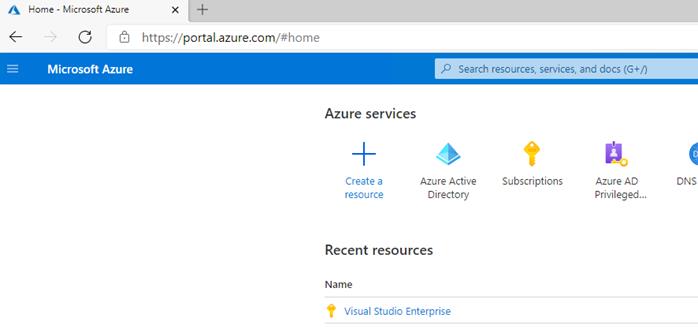 Home - Microsoft Azure
https://portal.azure.com/#home
Microsoft Azure
Search resources, services, and docs (G+/)
Azure services
Create a resource
Azure Active Directory
Subscriptions
Azure AD Privileged...
DNS
Recent resources
Name
Visual Studio Enterprise